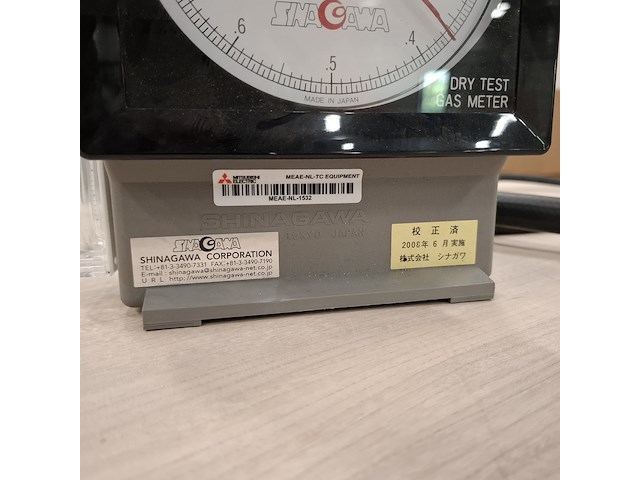 SHINAGAWA
.6
.4
.5
MADE IN JAPAN
DRY TEST
GAS METER
MITSUBISHI
ELECTRIC
MEAE-NL-TC EQUIPMENT
MEAE-NL-1532
SHINAGAWA
TOKYO JAPAN
SHINAGAWA
SHINAGAWA CORPORATION
TEL:+81-3-3490-7331 FAX:+81-3-3490-7190
E-mail: shinagawa@shinagawa-net.co.jp
URL http://www.shinagawa-net.co.jp
校正済
2008年 6月実施
株式会社 シナガワ